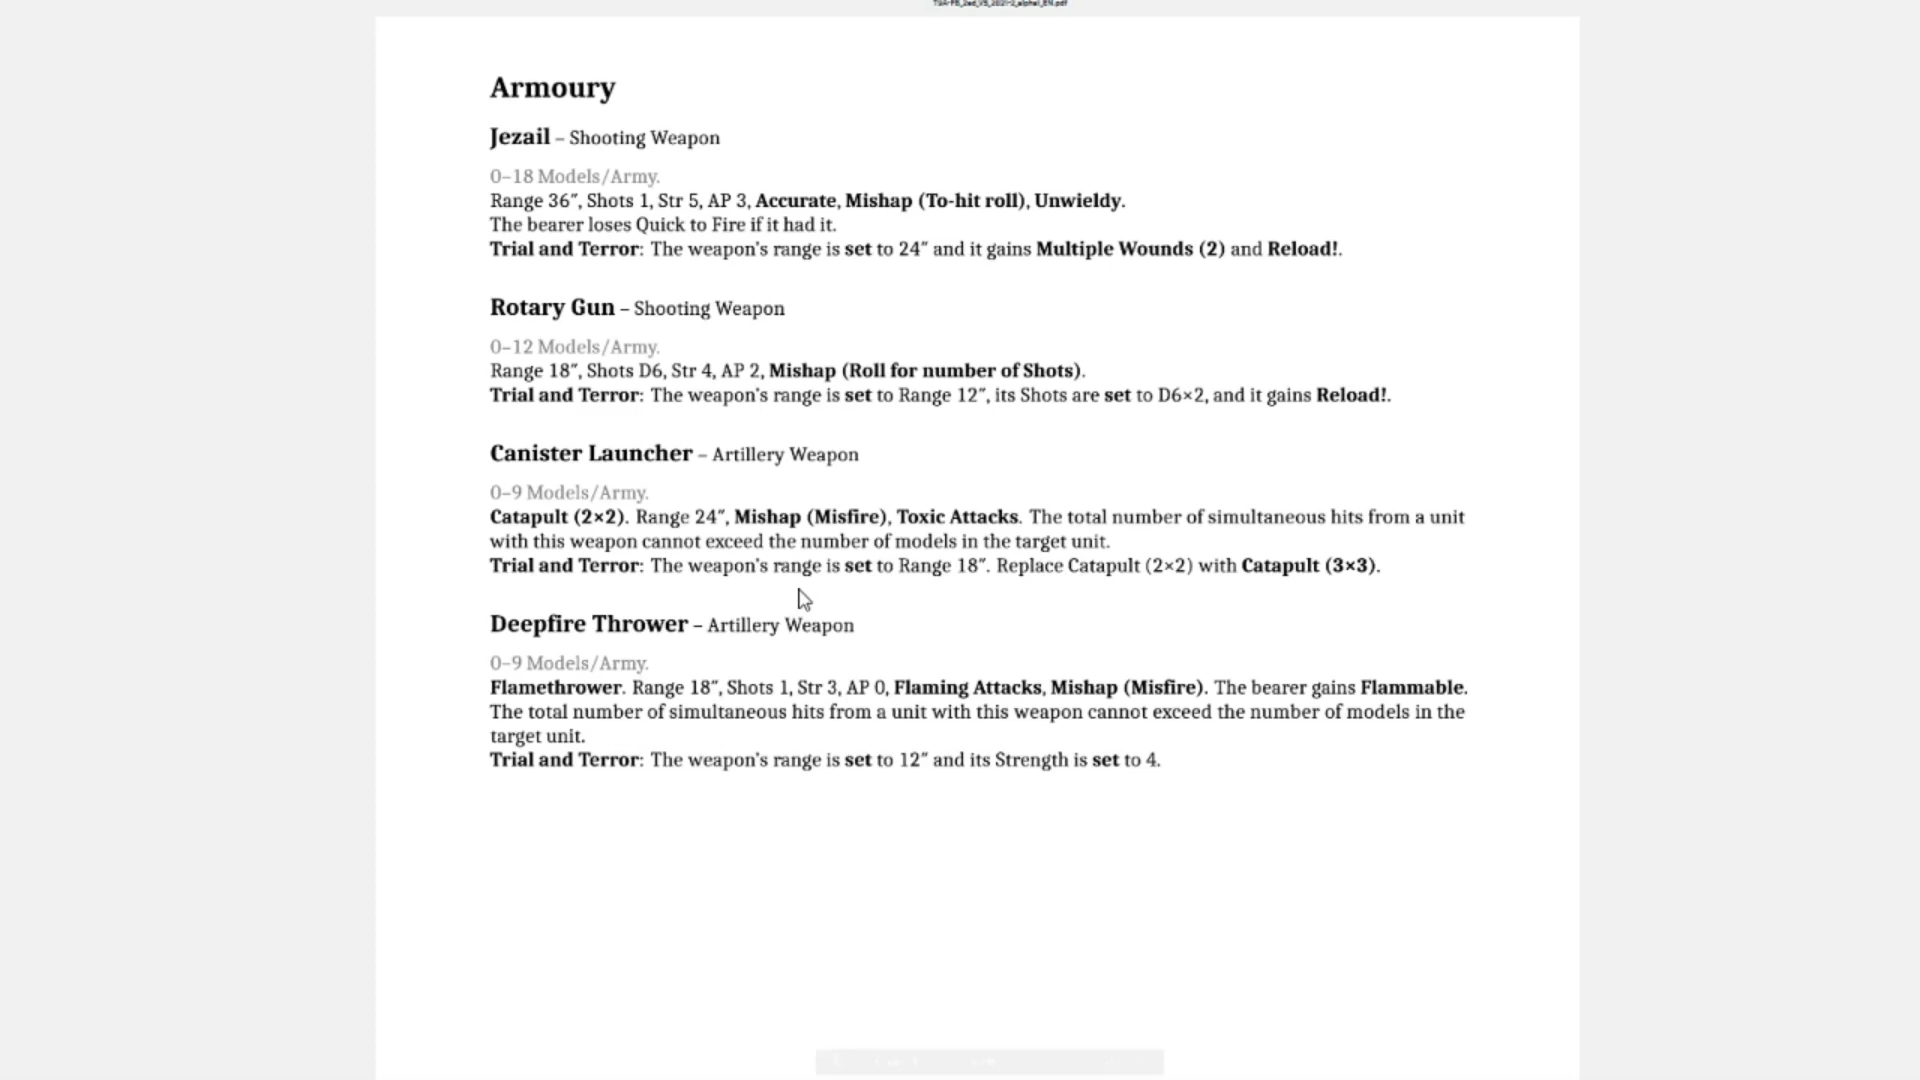 T9A-FB_2ed_VS_2021-2_alpha1_EN.pdf
Armoury
Jezail – Shooting Weapon
0–18 Models/Army.
Range 36″, Shots 1, Str 5, AP 3, Accurate, Mishap (To-hit roll), Unwieldy.
The bearer loses Quick to Fire if it had it.
Trial and Terror: The weapon’s range is set to 24″ and it gains Multiple Wounds (2) and Reload!.
Rotary Gun – Shooting Weapon
0–12 Models/Army.
Range 18″, Shots D6, Str 4, AP 2, Mishap (Roll for number of Shots).
Trial and Terror: The weapon’s range is set to Range 12″, its Shots are set to D6×2, and it gains Reload!.
Canister Launcher – Artillery Weapon
0–9 Models/Army.
Catapult (2×2). Range 24″, Mishap (Misfire), Toxic Attacks. The total number of simultaneous hits from a unit
with this weapon cannot exceed the number of models in the target unit.
Trial and Terror: The weapon’s range is set to Range 18″. Replace Catapult (2×2) with Catapult (3×3).
Deepfire Thrower – Artillery Weapon
0–9 Models/Army.
Flamethrower. Range 18″, Shots 1, Str 3, AP 0, Flaming Attacks, Mishap (Misfire). The bearer gains Flammable.
The total number of simultaneous hits from a unit with this weapon cannot exceed the number of models in the
target unit.
Trial and Terror: The weapon’s range is set to 12″ and its Strength is set to 4.